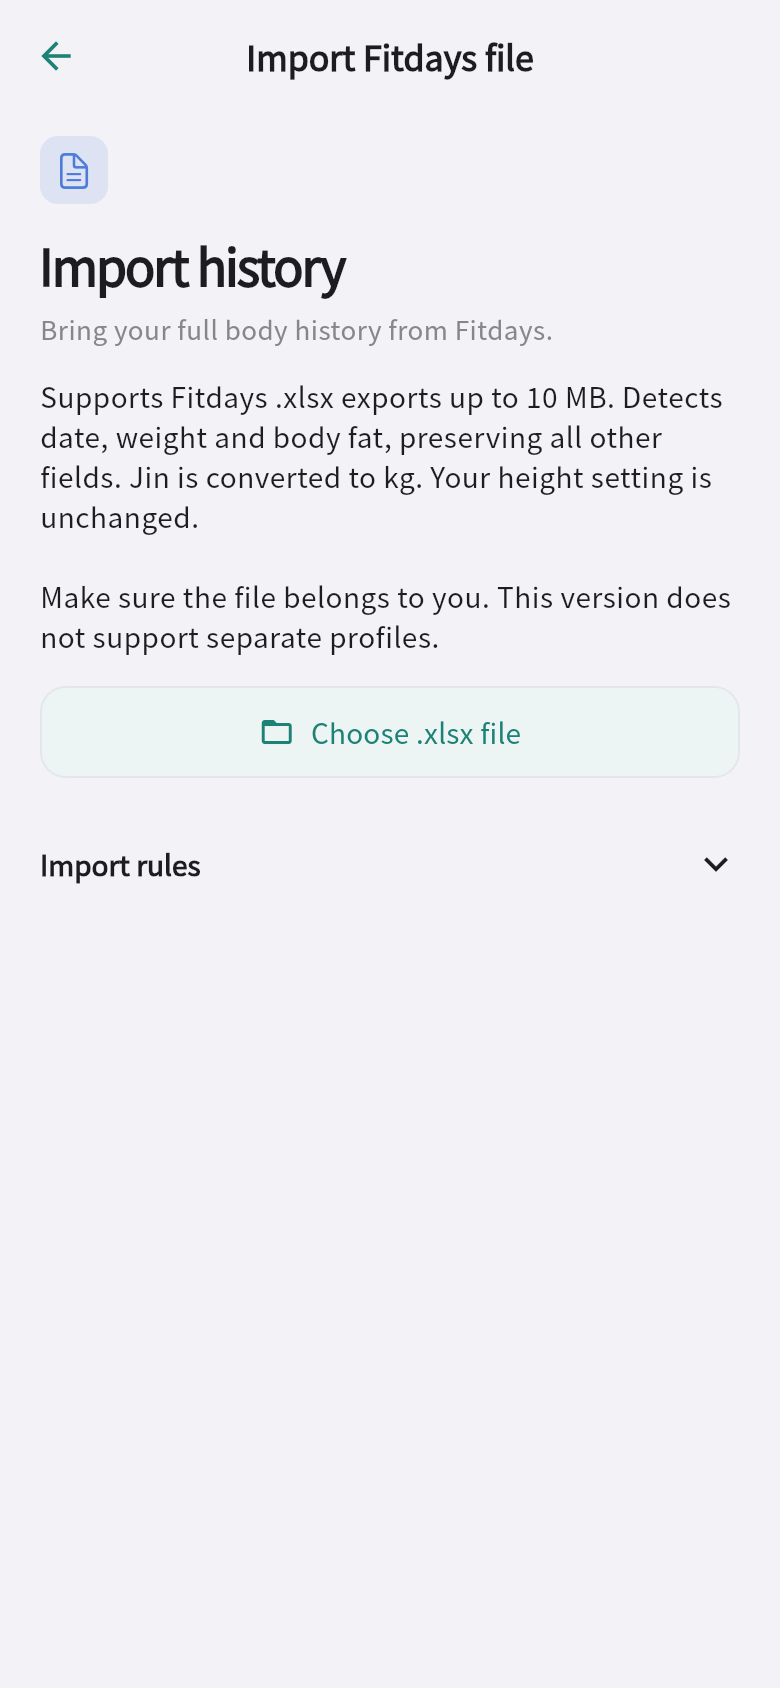 Import Fitdays file
Import history
Bring your full body history from Fitdays.
Supports Fitdays .xlsx exports up to 10 MB. Detects
date, weight and body fat, preserving all other
fields. Jin is converted to kg. Your height setting is
unchanged.
Make sure the file belongs to you. This version does
not support separate profiles.
Choose .xlsx file
Import rules